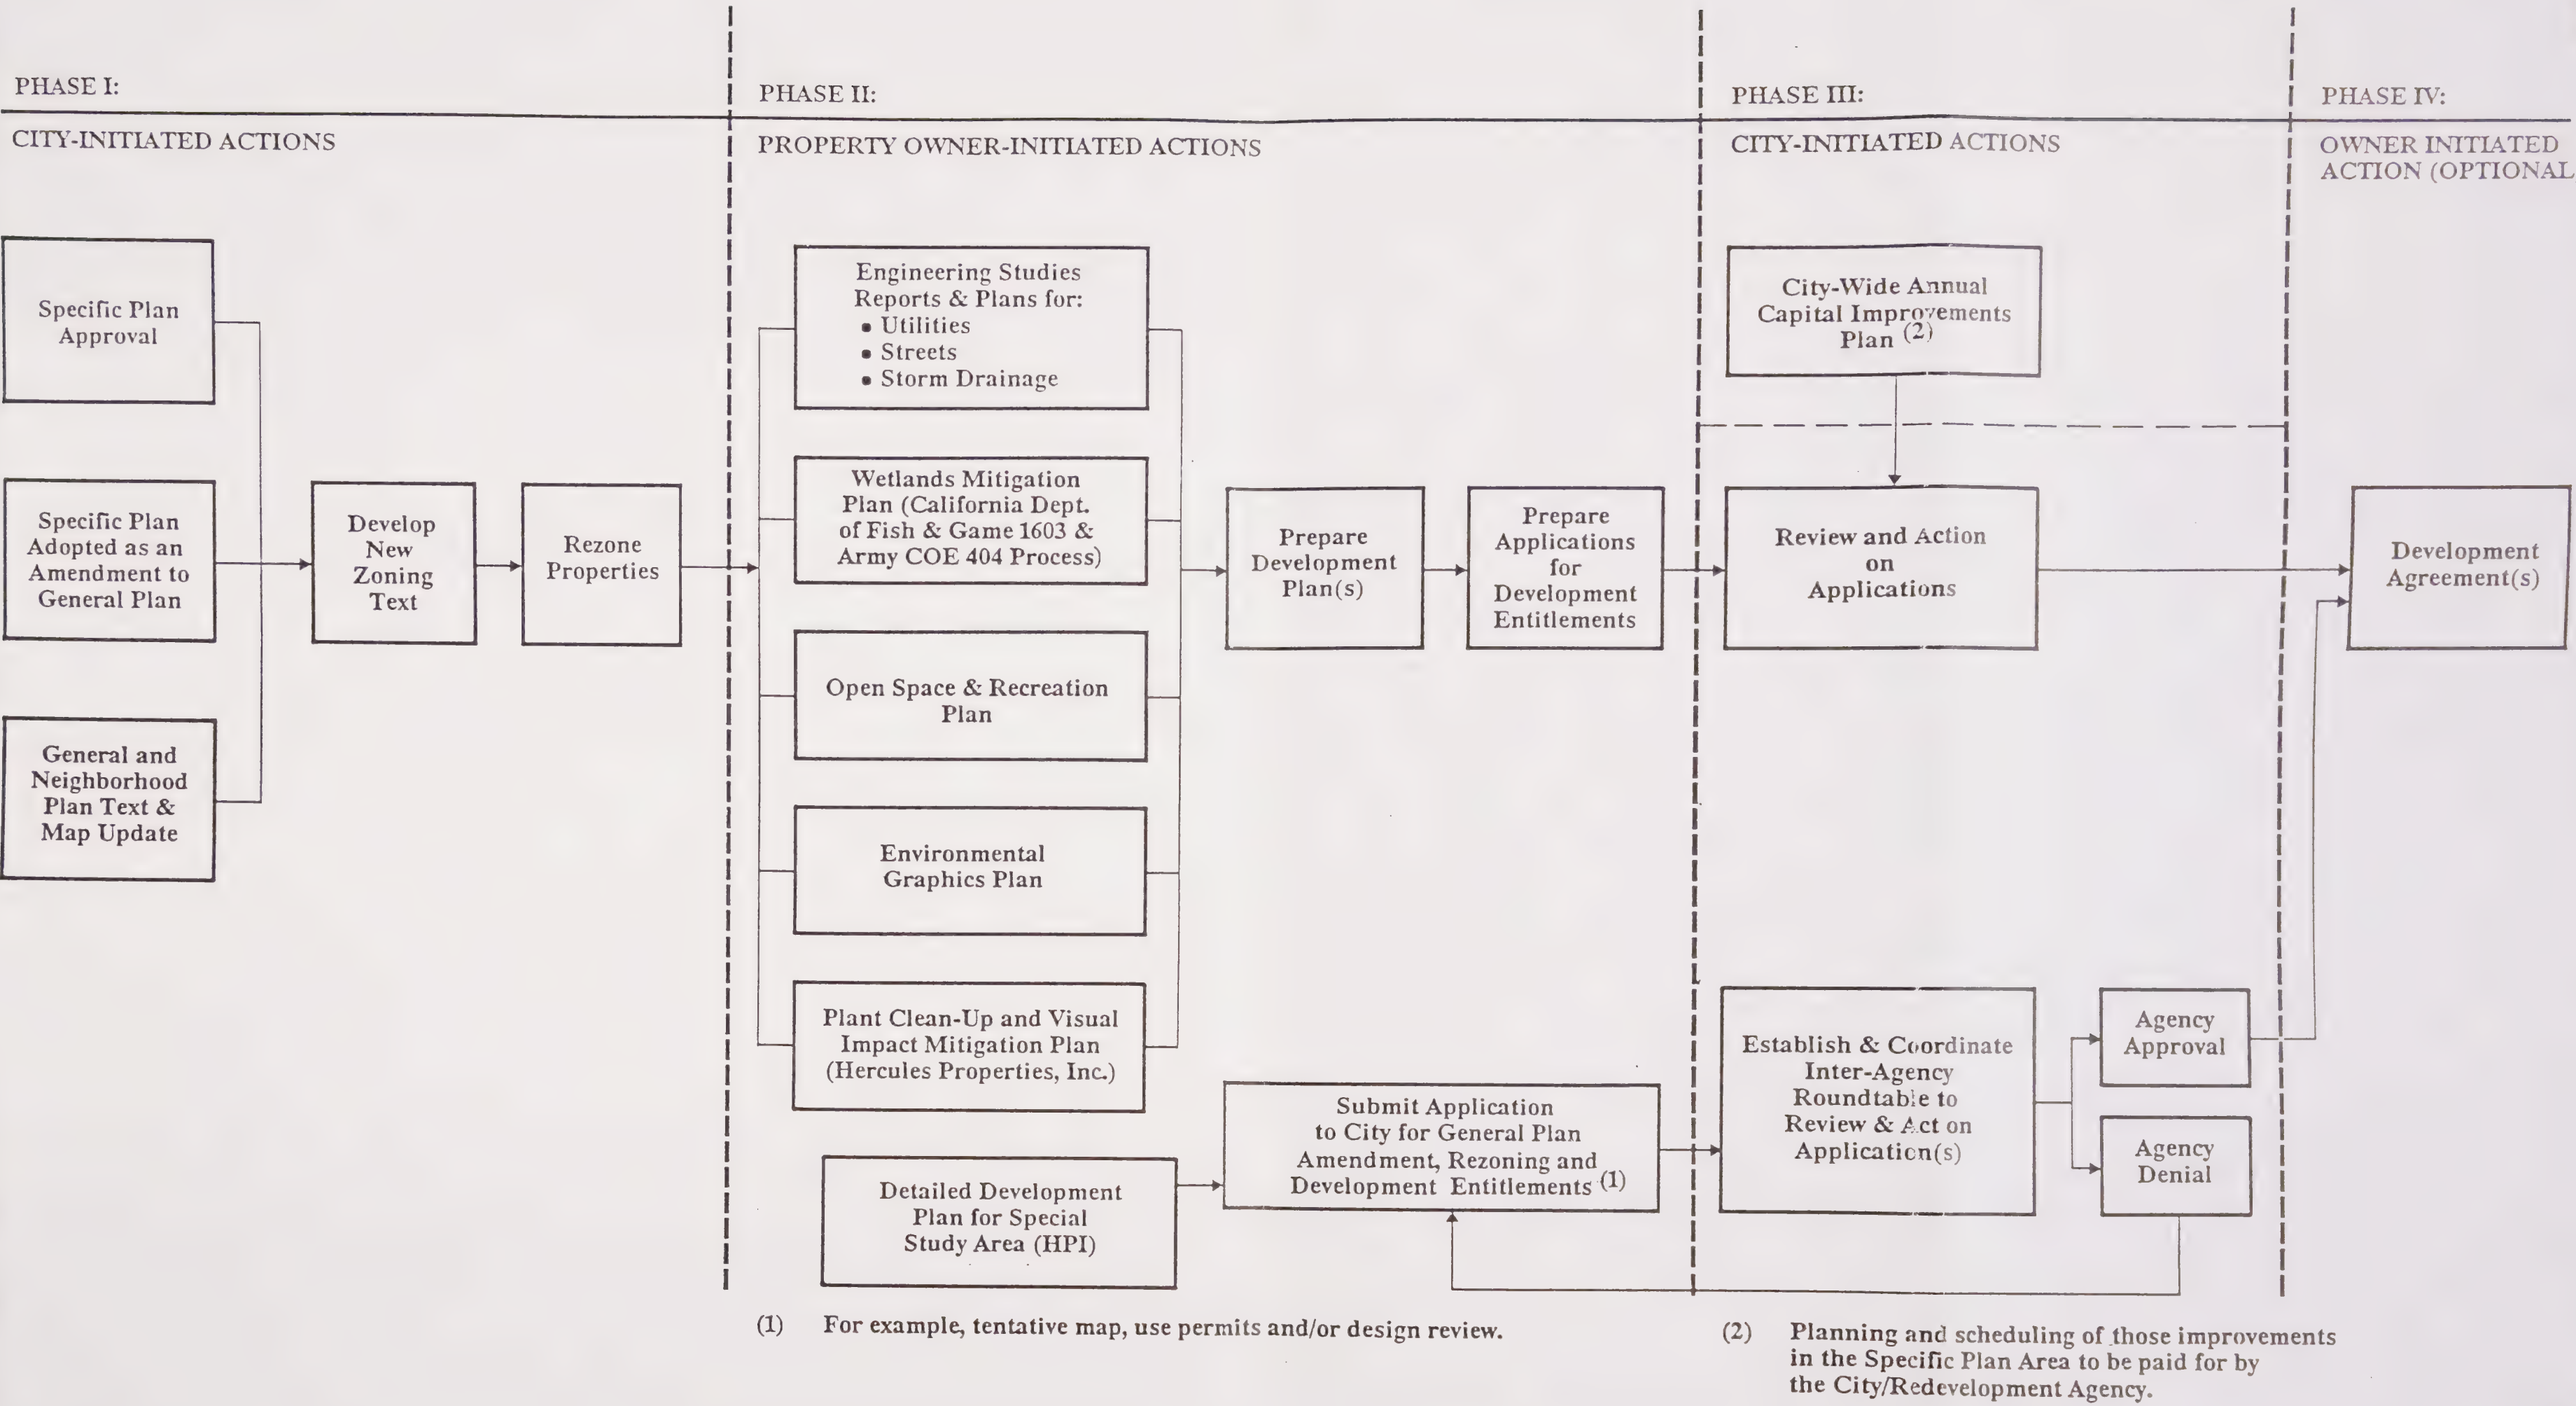 PHASE I:
CITY-INITIATED ACTIONS
Specific Plan
Approval
Specific Plan
Adopted as an
Amendment to
General Plan
General and
Neighborhood
Plan Text &
Map Update
Develop
New
Zoning
Text
Rezone
Properties
PHASE II:
PROPERTY OWNER-INITIATED ACTIONS
Engineering Studies
Reports & Plans for:
• Utilities
• Streets
• Storm Drainage
Wetlands Mitigation
Plan (California Dept.
of Fish & Game 1603 &
Army COE 404 Process)
Open Space & Recreation
Plan
Environmental
Graphics Plan
Plant Clean-Up and Visual
Impact Mitigation Plan
(Hercules Properties, Inc.)
Prepare
Development
Plan(s)
Prepare
Applications
for
Development
Entitlements
Detailed Development
Plan for Special
Study Area (HPI)
Submit Application
to City for General Plan
Amendment, Rezoning and
Development Entitlements (1)
PHASE III:
CITY-INITIATED ACTIONS
City-Wide Annual
Capital Improvements
Plan (2)
Review and Action
on
Applications
Establish & Coordinate
Inter-Agency
Roundtable to
Review & Act on
Application(s)
Agency
Approval
Agency
Denial
PHASE IV:
OWNER INITIATED
ACTION (OPTIONAL
Development
Agreement(s)
(1) For example, tentative map, use permits and/or design review.
(2) Planning and scheduling of those improvements
in the Specific Plan Area to be paid for by
the City/Redevelopment Agency.